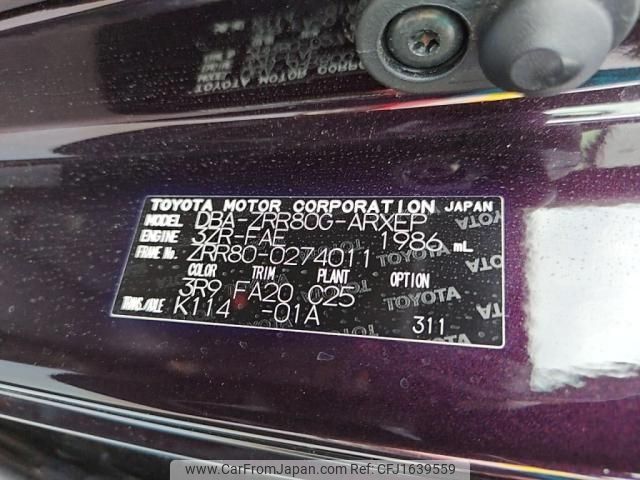 TOYOTA MOTOR CORPORATION JAPAN
MODEL DBA-ZRR80G-ARXEP
ENGINE 3ZR-FAE 1986 mL
FRAME No. ZRR80-0274011
COLOR TRIM PLANT OPTION
3R9 FA20 C25
TRANS./AXLE K114 -01A
311
www.CarFromJapan.com - Ref No.CFJ1639559